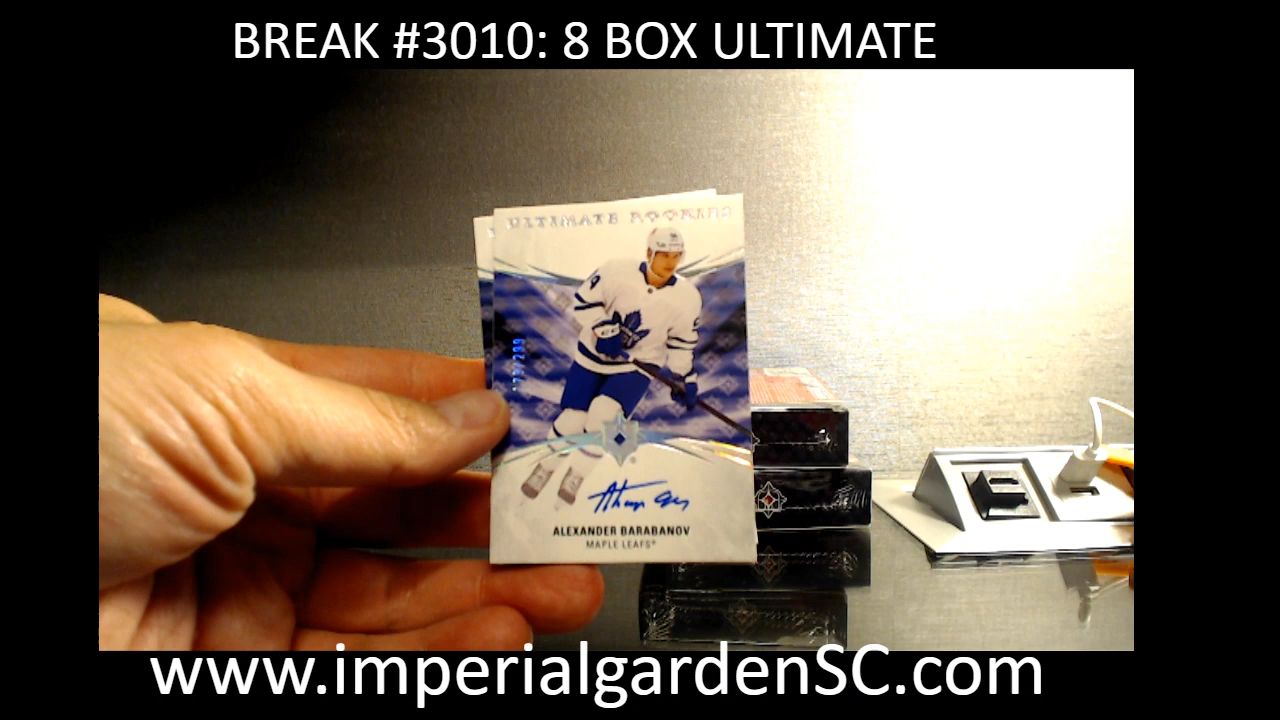 BREAK #3010: 8 BOX ULTIMATE
ULTIMATE ROOKIES
ALEXANDER BARABANOV
MAPLE LEAFS®
www.imperialgardenSC.com